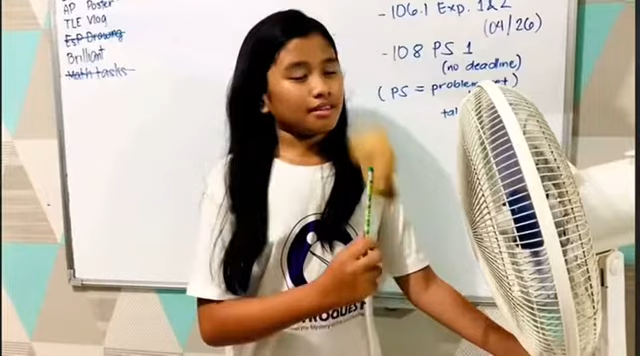 AP Poster
TLE Vlog
EsP Drawing
Brilliant
Math tasks
-106.1 Exp. 1&2
(04/26)
-108 PS 1
(no deadline)
(PS = problem